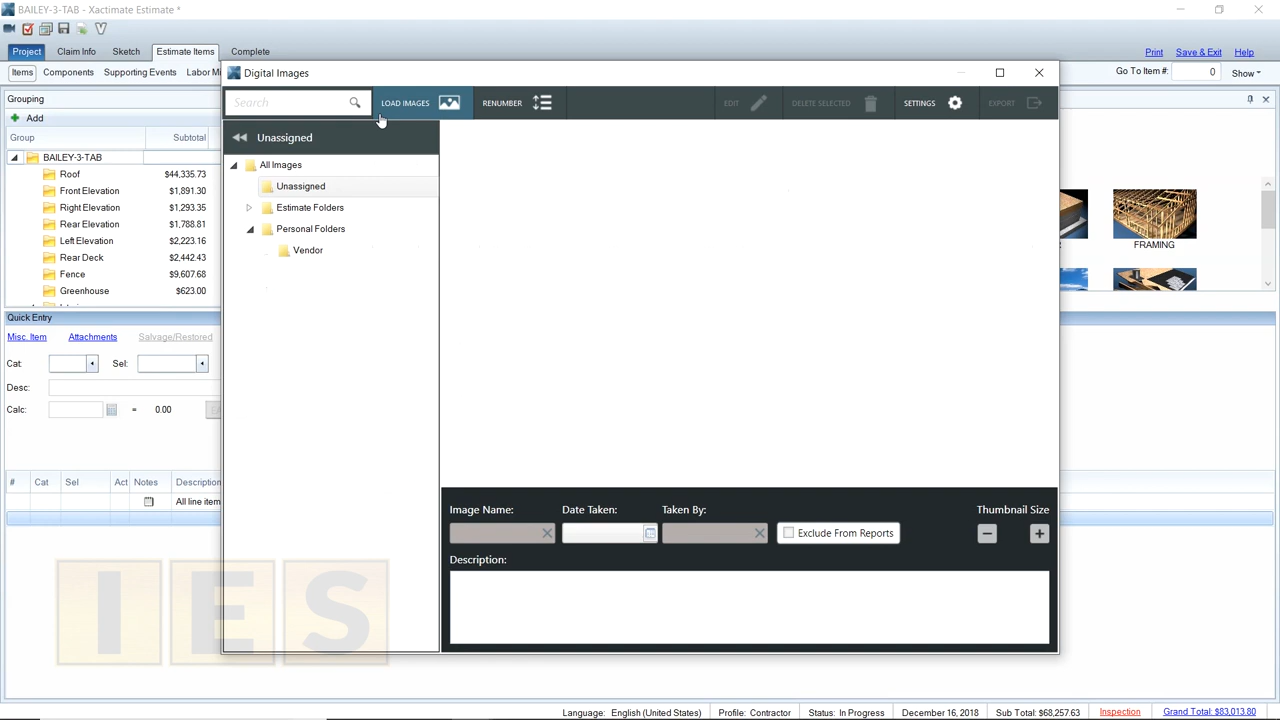 BAILEY-3-TAB - Xactimate Estimate *
Project Claim Info Sketch Estimate Items Complete
Print Save & Exit Help
Items Components Supporting Events Labor Mi
Go To Item #: 0 Show
Grouping
Add
Group Subtotal
BAILEY-3-TAB
Roof $44,335.73
Front Elevation $1,891.30
Right Elevation $1,293.35
Rear Elevation $1,788.81
Left Elevation $2,223.16
Rear Deck $2,442.43
Fence $9,607.68
Greenhouse $623.00
Quick Entry
Misc. Item Attachments Salvage/Restored
Cat: Sel:
Desc:
Calc: = 0.00
# Cat Sel Act Notes Description
All line item
Digital Images
Search LOAD IMAGES RENUMBER EDIT DELETE SELECTED SETTINGS EXPORT
Unassigned
All Images
Unassigned
Estimate Folders
Personal Folders
Vendor
Image Name: Date Taken: Taken By: Thumbnail Size
Exclude From Reports
Description:
FRAMING
IES
Language: English (United States) Profile: Contractor Status: In Progress December 16, 2018 Sub Total: $68,257.63 Inspection Grand Total: $83,013.80